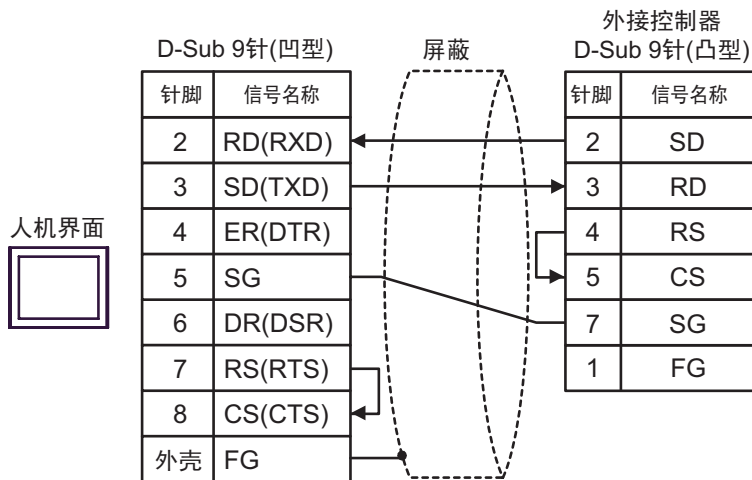 外接控制器
D-Sub 9针(凹型) 屏蔽 D-Sub 9针(凸型)
针脚 信号名称 针脚 信号名称
2 RD(RXD) 2 SD
3 SD(TXD) 3 RD
人机界面
4 ER(DTR) 4 RS
5 SG 5 CS
6 DR(DSR) 7 SG
7 RS(RTS) 1 FG
8 CS(CTS)
外壳 FG